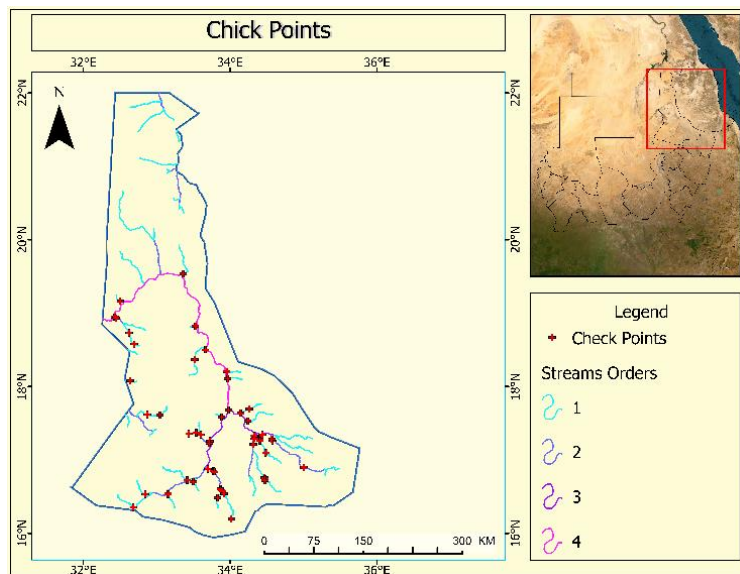 Chick Points
32°E 34°E 36°E
22°N 22°N
N
20°N 20°N
18°N 18°N
16°N 16°N
0 75 150 300 KM
32°E 34°E 36°E
Legend
Check Points
Streams Orders
1
2
3
4